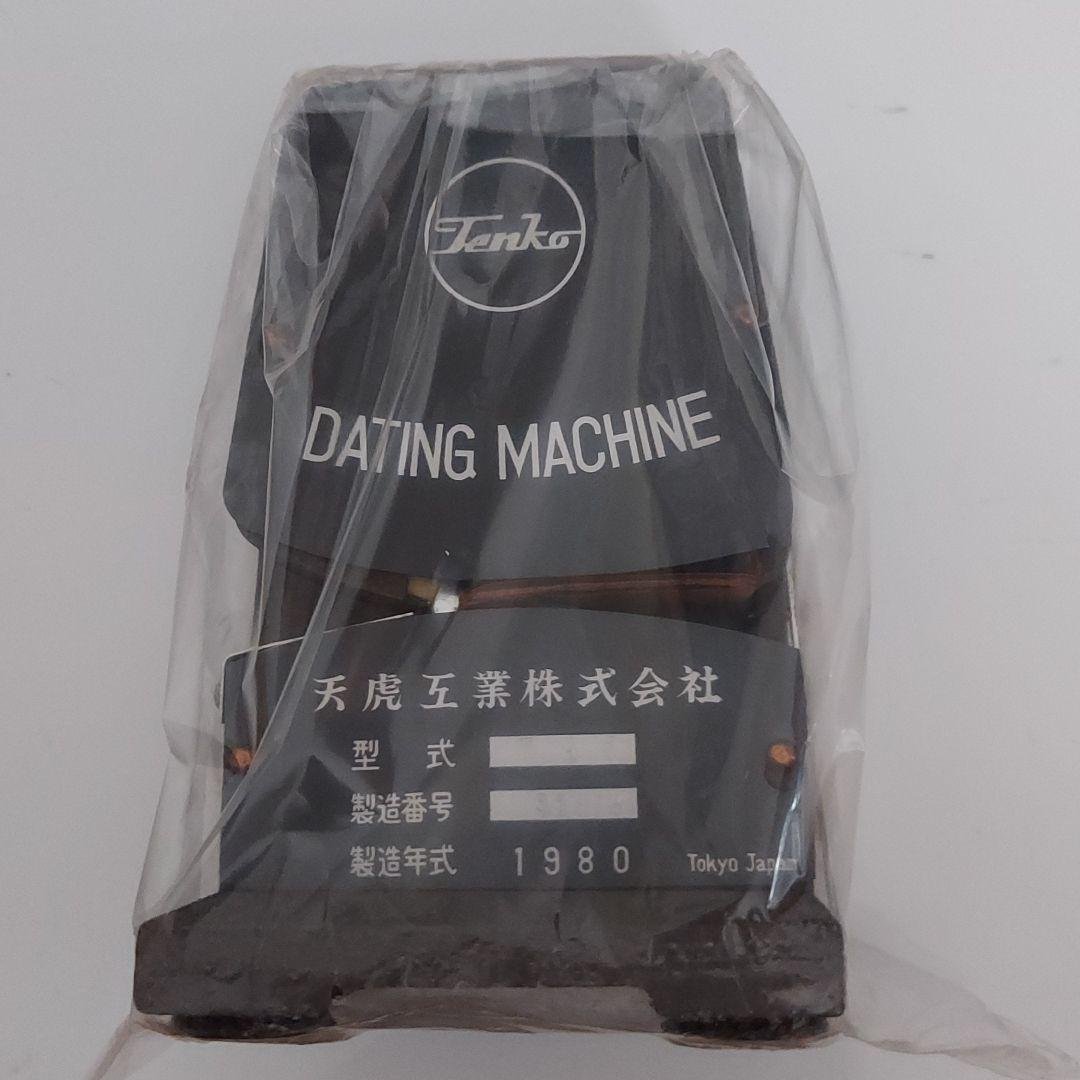 Tenko
DATING MACHINE
天虎工業株式会社
型 式
製造番号
製造年式 1980 Tokyo Japan